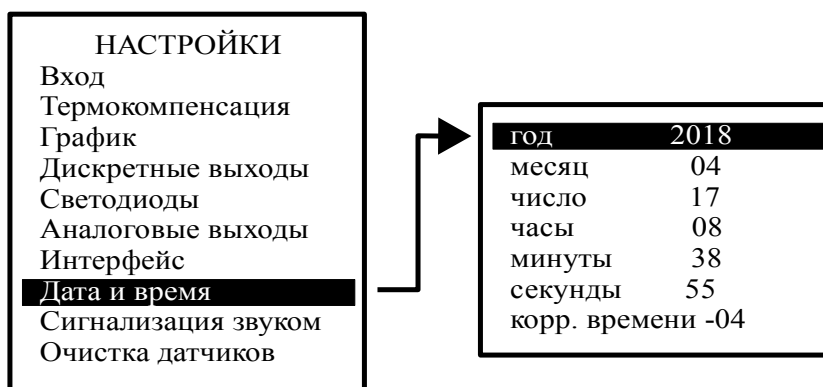 НАСТРОЙКИ
Вход
Термокомпенсация
График
Дискретные выходы
Светодиоды
Аналоговые выходы
Интерфейс
Дата и время
Сигнализация звуком
Очистка датчиков
год 2018
месяц 04
число 17
часы 08
минуты 38
секунды 55
корр. времени -04